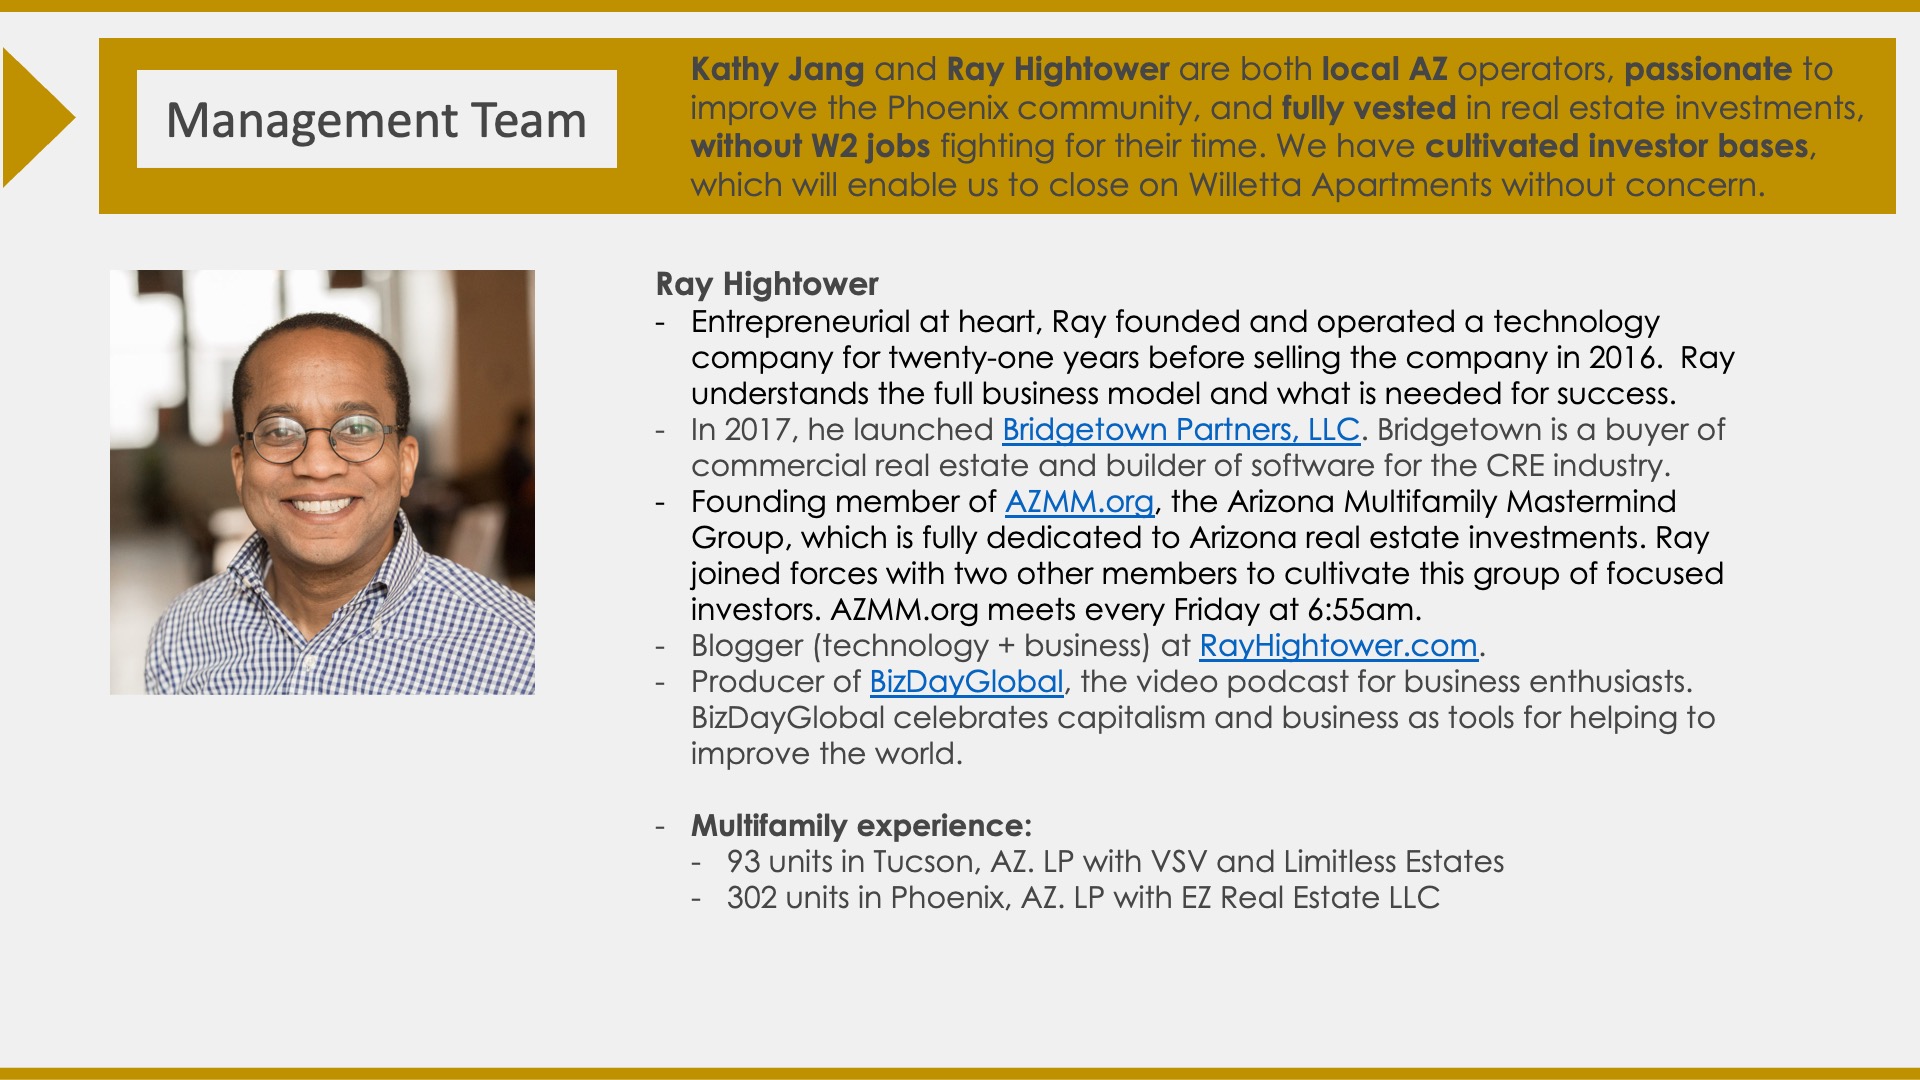 Management Team
Kathy Jang and Ray Hightower are both local AZ operators, passionate to
improve the Phoenix community, and fully vested in real estate investments,
without W2 jobs fighting for their time. We have cultivated investor bases,
which will enable us to close on Willetta Apartments without concern.
Ray Hightower
- Entrepreneurial at heart, Ray founded and operated a technology
company for twenty-one years before selling the company in 2016.  Ray
understands the full business model and what is needed for success.
- In 2017, he launched Bridgetown Partners, LLC. Bridgetown is a buyer of
commercial real estate and builder of software for the CRE industry.
- Founding member of AZMM.org, the Arizona Multifamily Mastermind
Group, which is fully dedicated to Arizona real estate investments. Ray
joined forces with two other members to cultivate this group of focused
investors. AZMM.org meets every Friday at 6:55am.
- Blogger (technology + business) at RayHightower.com.
- Producer of BizDayGlobal, the video podcast for business enthusiasts.
BizDayGlobal celebrates capitalism and business as tools for helping to
improve the world.
- Multifamily experience:
- 93 units in Tucson, AZ. LP with VSV and Limitless Estates
- 302 units in Phoenix, AZ. LP with EZ Real Estate LLC